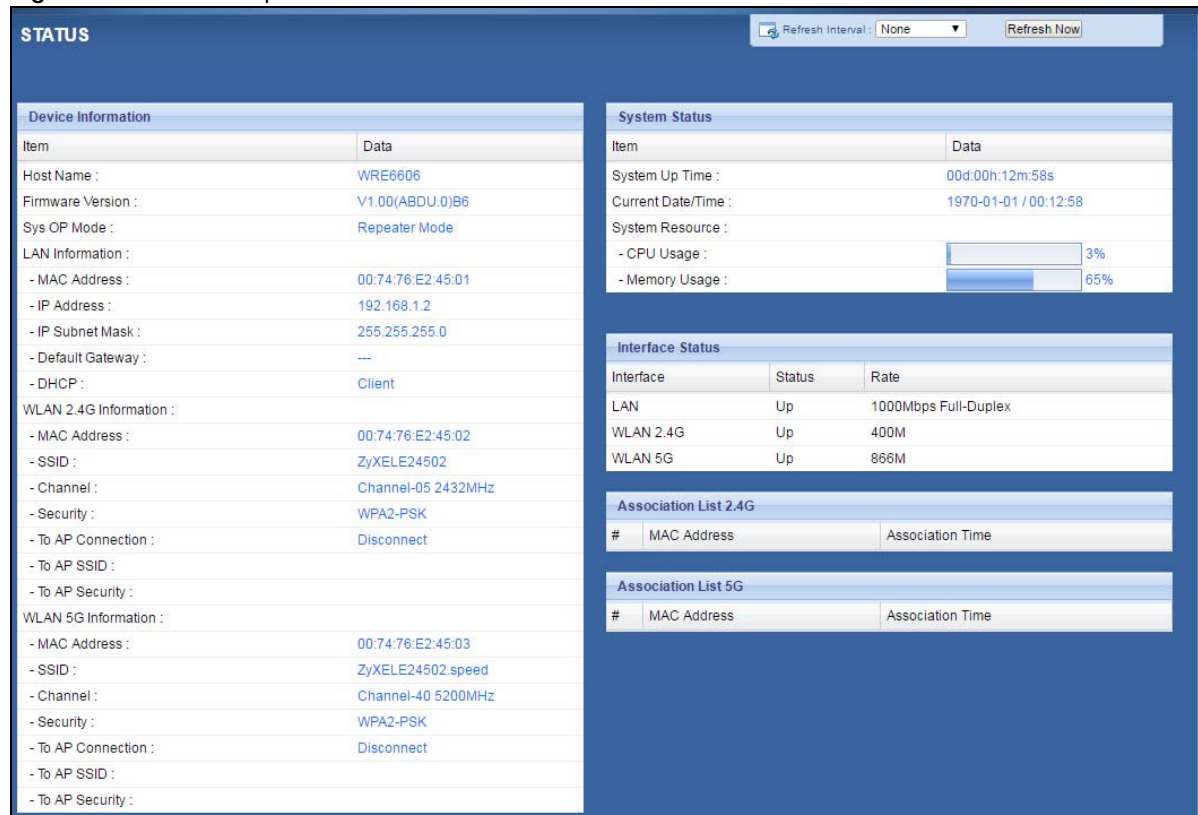 STATUS
Refresh Interval : None
Refresh Now
Device Information
Item Data
Host Name : WRE6606
Firmware Version : V1.00(ABDU.0)B6
Sys OP Mode : Repeater Mode
LAN Information :
- MAC Address : 00:74:76:E2:45:01
- IP Address : 192.168.1.2
- IP Subnet Mask : 255.255.255.0
- Default Gateway : ---
- DHCP : Client
WLAN 2.4G Information :
- MAC Address : 00:74:76:E2:45:02
- SSID : ZyXELE24502
- Channel : Channel-05 2432MHz
- Security : WPA2-PSK
- To AP Connection : Disconnect
- To AP SSID :
- To AP Security :
WLAN 5G Information :
- MAC Address : 00:74:76:E2:45:03
- SSID : ZyXELE24502.speed
- Channel : Channel-40 5200MHz
- Security : WPA2-PSK
- To AP Connection : Disconnect
- To AP SSID :
- To AP Security :
System Status
Item Data
System Up Time : 00d:00h:12m:58s
Current Date/Time : 1970-01-01 / 00:12:58
System Resource :
- CPU Usage : 3%
- Memory Usage : 65%
Interface Status
Interface Status Rate
LAN Up 1000Mbps Full-Duplex
WLAN 2.4G Up 400M
WLAN 5G Up 866M
Association List 2.4G
# MAC Address Association Time
Association List 5G
# MAC Address Association Time